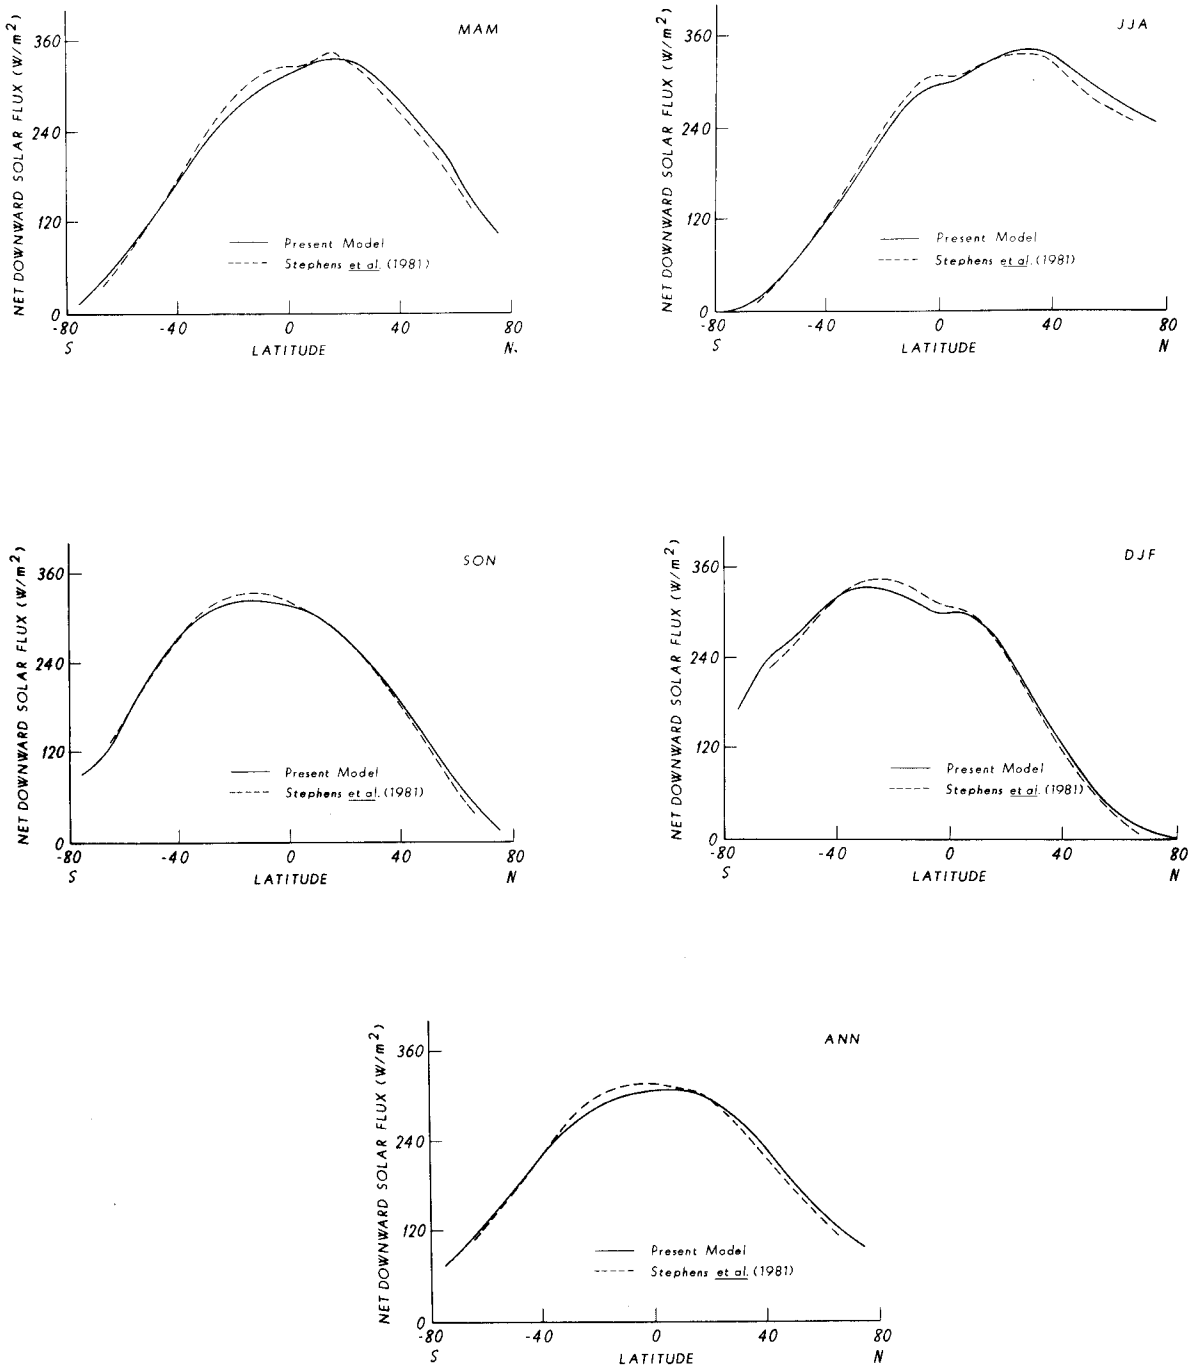 MAM
NET DOWNWARD SOLAR FLUX (W/m²)
360
240
120
0
Present Model
Stephens et al. (1981)
-80 -40 0 40 80
S LATITUDE N.
JJA
NET DOWNWARD SOLAR FLUX (W/m²)
360
240
120
0
Present Model
Stephens et al. (1981)
-80 -40 0 40 80
S LATITUDE N
SON
NET DOWNWARD SOLAR FLUX (W/m²)
360
240
120
0
Present Model
Stephens et al. (1981)
-80 -40 0 40 80
S LATITUDE N
DJF
NET DOWNWARD SOLAR FLUX (W/m²)
360
240
120
0
Present Model
Stephens et al. (1981)
-80 -40 0 40 80
S LATITUDE N
ANN
NET DOWNWARD SOLAR FLUX (W/m²)
360
240
120
0
Present Model
Stephens et al. (1981)
-80 -40 0 40 80
S LATITUDE N